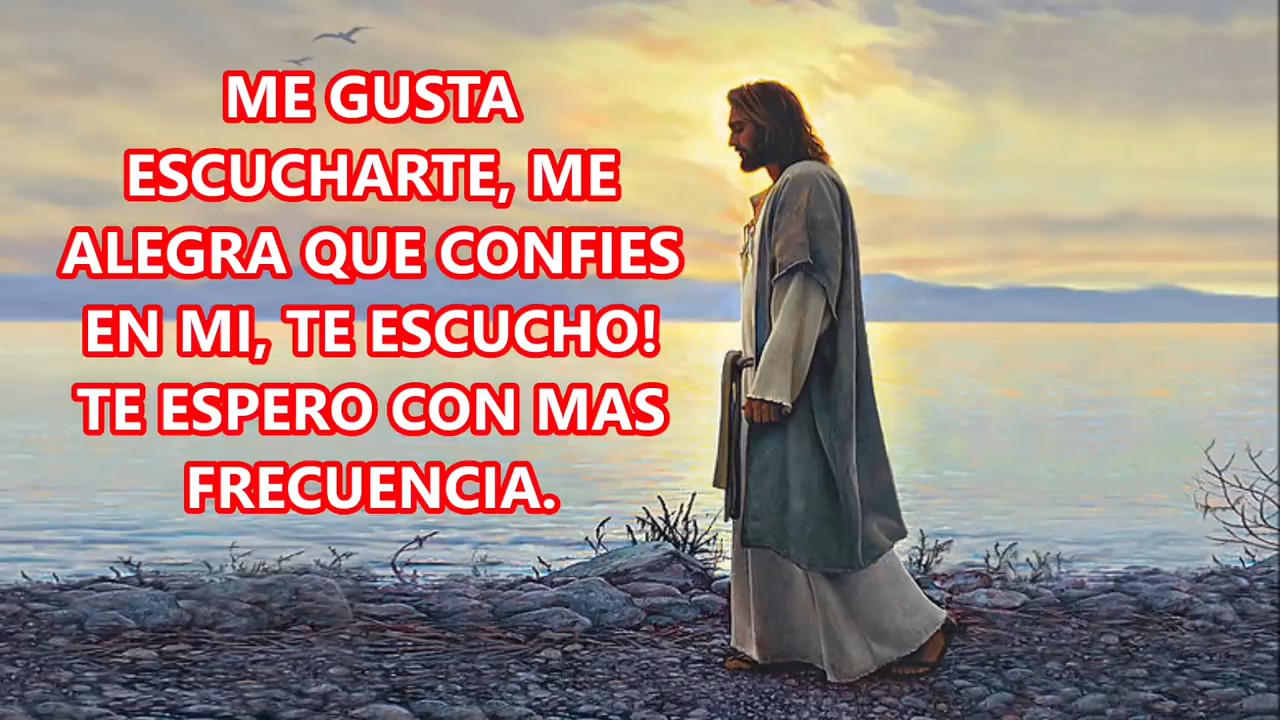 ME GUSTA
ESCUCHARTE, ME
ALEGRA QUE CONFIES
EN MI, TE ESCUCHO!
TE ESPERO CON MAS
FRECUENCIA.